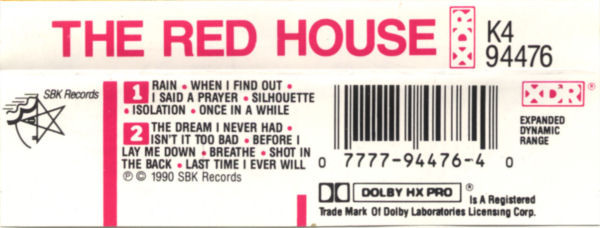 THE RED HOUSE XDR K4
94476
SBK Records
1 RAIN • WHEN I FIND OUT •
I SAID A PRAYER • SILHOUETTE
• ISOLATION • ONCE IN A WHILE
2 THE DREAM I NEVER HAD •
ISN'T IT TOO BAD • BEFORE I
LAY ME DOWN • BREATHE • SHOT IN
THE BACK • LAST TIME I EVER WILL
℗ © 1990 SBK Records
0 7777-94476-4 0
XDR®
EXPANDED
DYNAMIC
RANGE
DOLBY HX PRO ® Is A Registered
Trade Mark Of Dolby Laboratories Licensing Corp.